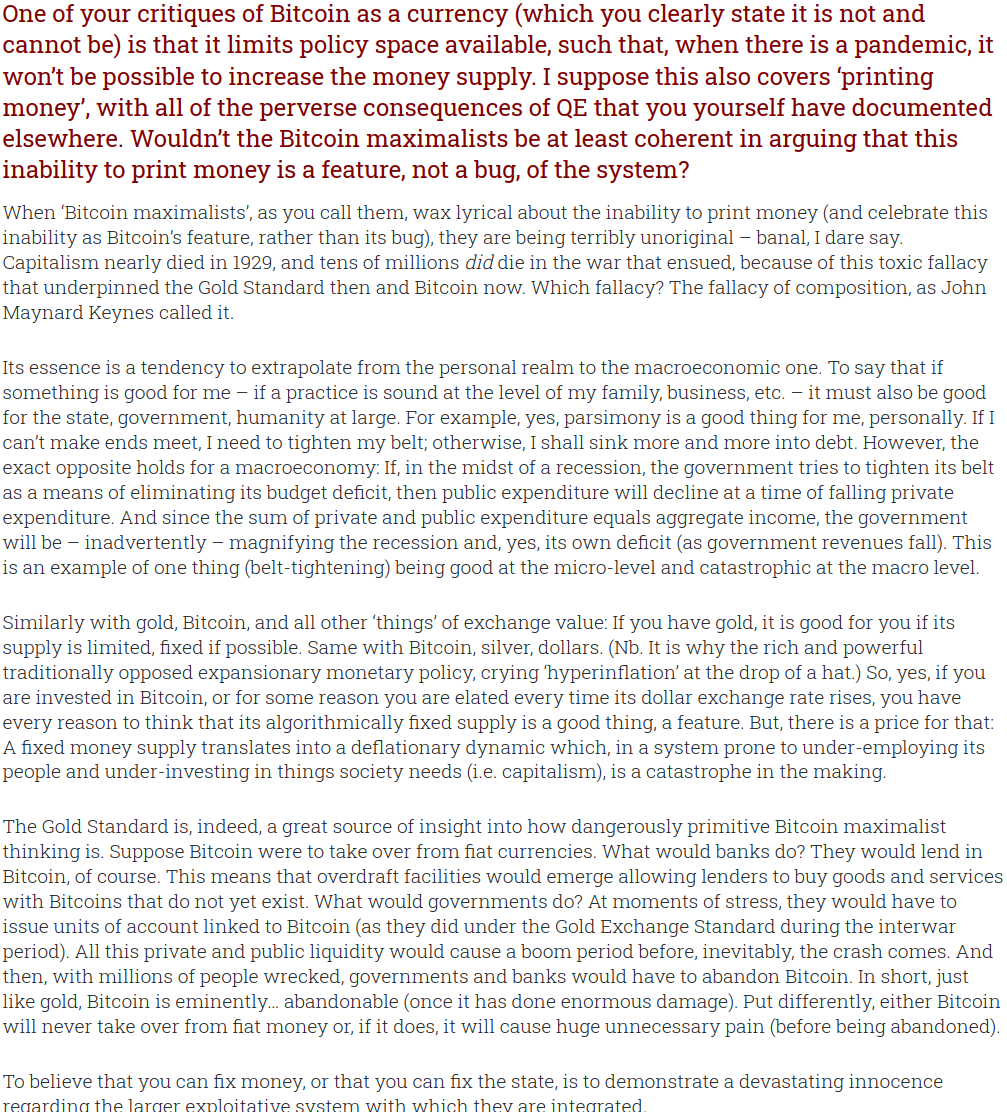 One of your critiques of Bitcoin as a currency (which you clearly state it is not and
cannot be) is that it limits policy space available, such that, when there is a pandemic, it
won’t be possible to increase the money supply. I suppose this also covers ‘printing
money’, with all of the perverse consequences of QE that you yourself have documented
elsewhere. Wouldn’t the Bitcoin maximalists be at least coherent in arguing that this
inability to print money is a feature, not a bug, of the system?
When ‘Bitcoin maximalists’, as you call them, wax lyrical about the inability to print money (and celebrate this
inability as Bitcoin’s feature, rather than its bug), they are being terribly unoriginal – banal, I dare say.
Capitalism nearly died in 1929, and tens of millions did die in the war that ensued, because of this toxic fallacy
that underpinned the Gold Standard then and Bitcoin now. Which fallacy? The fallacy of composition, as John
Maynard Keynes called it.
Its essence is a tendency to extrapolate from the personal realm to the macroeconomic one. To say that if
something is good for me – if a practice is sound at the level of my family, business, etc. – it must also be good
for the state, government, humanity at large. For example, yes, parsimony is a good thing for me, personally. If I
can’t make ends meet, I need to tighten my belt; otherwise, I shall sink more and more into debt. However, the
exact opposite holds for a macroeconomy: If, in the midst of a recession, the government tries to tighten its belt
as a means of eliminating its budget deficit, then public expenditure will decline at a time of falling private
expenditure. And since the sum of private and public expenditure equals aggregate income, the government
will be – inadvertently – magnifying the recession and, yes, its own deficit (as government revenues fall). This
is an example of one thing (belt-tightening) being good at the micro-level and catastrophic at the macro level.
Similarly with gold, Bitcoin, and all other ‘things’ of exchange value: If you have gold, it is good for you if its
supply is limited, fixed if possible. Same with Bitcoin, silver, dollars. (Nb. It is why the rich and powerful
traditionally opposed expansionary monetary policy, crying ‘hyperinflation’ at the drop of a hat.) So, yes, if you
are invested in Bitcoin, or for some reason you are elated every time its dollar exchange rate rises, you have
every reason to think that its algorithmically fixed supply is a good thing, a feature. But, there is a price for that:
A fixed money supply translates into a deflationary dynamic which, in a system prone to under-employing its
people and under-investing in things society needs (i.e. capitalism), is a catastrophe in the making.
The Gold Standard is, indeed, a great source of insight into how dangerously primitive Bitcoin maximalist
thinking is. Suppose Bitcoin were to take over from fiat currencies. What would banks do? They would lend in
Bitcoin, of course. This means that overdraft facilities would emerge allowing lenders to buy goods and services
with Bitcoins that do not yet exist. What would governments do? At moments of stress, they would have to
issue units of account linked to Bitcoin (as they did under the Gold Exchange Standard during the interwar
period). All this private and public liquidity would cause a boom period before, inevitably, the crash comes. And
then, with millions of people wrecked, governments and banks would have to abandon Bitcoin. In short, just
like gold, Bitcoin is eminently… abandonable (once it has done enormous damage). Put differently, either Bitcoin
will never take over from fiat money or, if it does, it will cause huge unnecessary pain (before being abandoned).
To believe that you can fix money, or that you can fix the state, is to demonstrate a devastating innocence
regarding the larger exploitative system with which they are integrated.